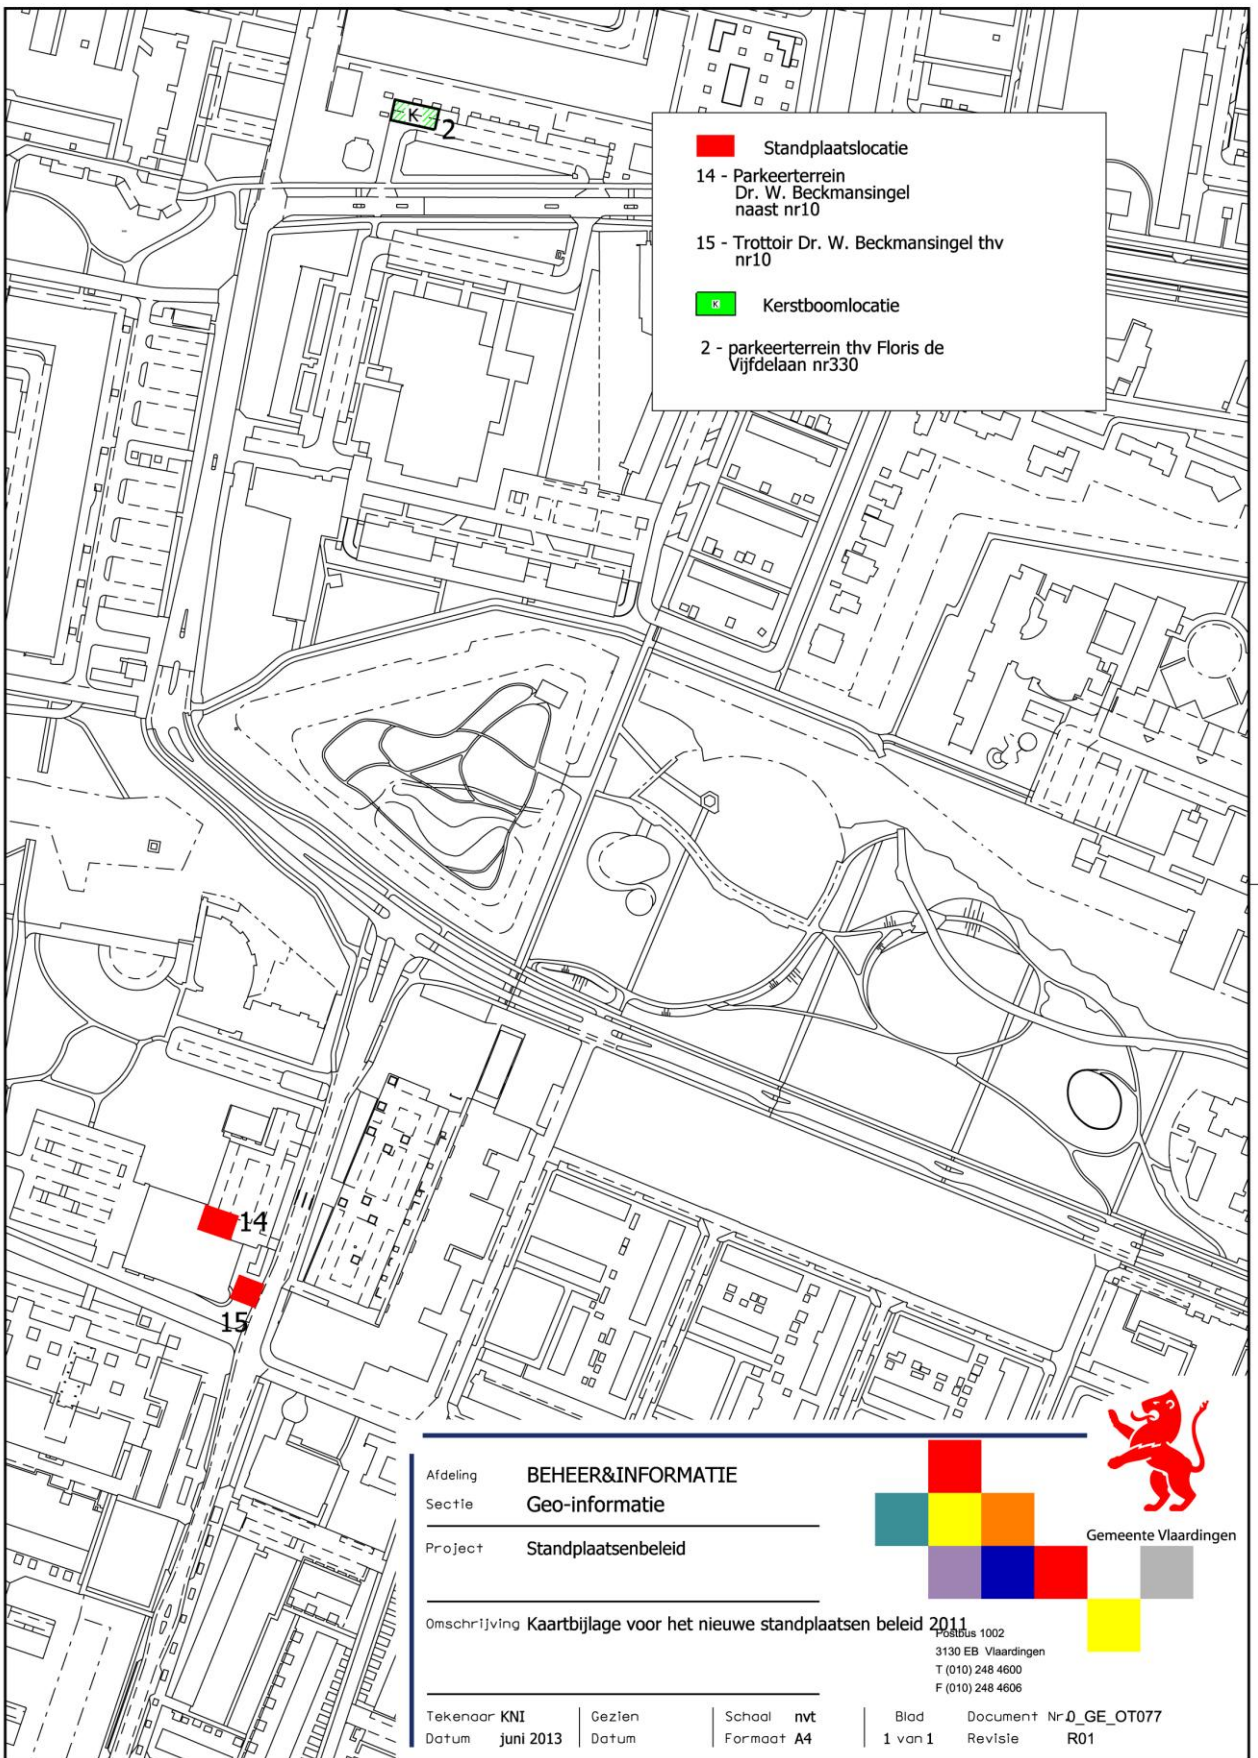 K
2
Standplaatslocatie
14 - Parkeerterrein
Dr. W. Beckmansingel
naast nr10
15 - Trottoir Dr. W. Beckmansingel thv
nr10
K
Kerstboomlocatie
2 - parkeerterrein thv Floris de
Vijfdelaan nr330
14
15
Afdeling BEHEER&INFORMATIE
Sectie Geo-informatie
Project Standplaatsenbeleid
Omschrijving Kaartbijlage voor het nieuwe standplaatsen beleid 2011
Gemeente Vlaardingen
Postbus 1002
3130 EB Vlaardingen
T (010) 248 4600
F (010) 248 4606
Tekenaar KNI Gezien Schaal nvt Blad Document Nr. 0_GE_OT077
Datum juni 2013 Datum Formaat A4 1 van 1 Revisie R01